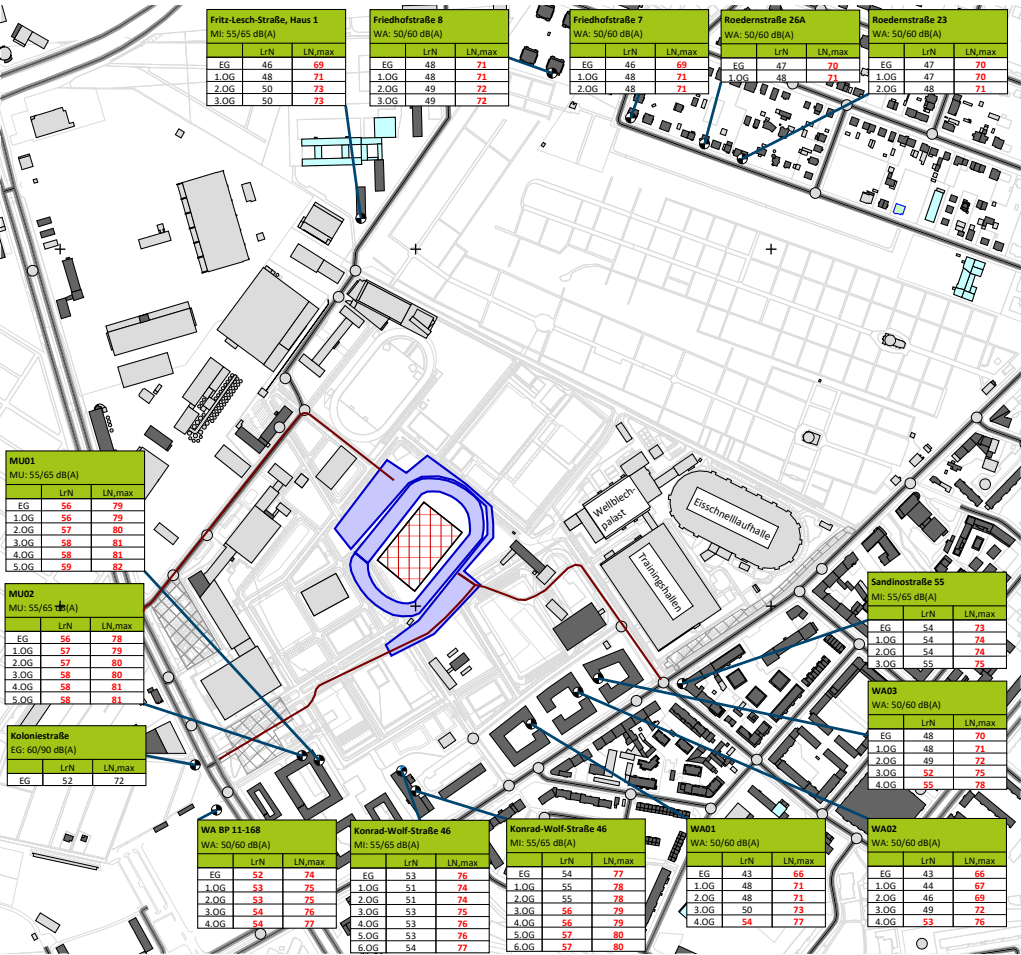 Fritz-Lesch-Straße, Haus 1
MI: 55/65 dB(A)
LrN LN,max
EG 46 69
1.OG 48 71
2.OG 50 73
3.OG 50 73
Friedhofstraße 8
WA: 50/60 dB(A)
LrN LN,max
EG 48 71
1.OG 48 71
2.OG 49 72
3.OG 49 72
Friedhofstraße 7
WA: 50/60 dB(A)
LrN LN,max
EG 46 69
1.OG 48 71
2.OG 48 71
Roedernstraße 26A
WA: 50/60 dB(A)
LrN LN,max
EG 47 70
1.OG 48 71
Roedernstraße 23
WA: 50/60 dB(A)
LrN LN,max
EG 47 70
1.OG 47 70
2.OG 48 71
MU01
MU: 55/65 dB(A)
LrN LN,max
EG 56 79
1.OG 56 79
2.OG 57 80
3.OG 58 81
4.OG 58 81
5.OG 59 82
Wellblech-
palast
Eisschnellaufhalle
Trainingshallen
MU02
MU: 55/65 dB(A)
LrN LN,max
EG 56 78
1.OG 57 79
2.OG 57 80
3.OG 58 80
4.OG 58 81
5.OG 58 81
Sandinostraße 55
MI: 55/65 dB(A)
LrN LN,max
EG 54 73
1.OG 54 74
2.OG 54 74
3.OG 55 75
WA03
WA: 50/60 dB(A)
LrN LN,max
EG 48 70
1.OG 48 71
2.OG 49 72
3.OG 52 75
4.OG 55 78
Koloniestraße
EG: 60/90 dB(A)
LrN LN,max
EG 52 72
WA BP 11-168
WA: 50/60 dB(A)
LrN LN,max
EG 52 74
1.OG 53 75
2.OG 53 75
3.OG 54 76
4.OG 54 77
Konrad-Wolf-Straße 46
MI: 55/65 dB(A)
LrN LN,max
EG 53 76
1.OG 51 74
2.OG 51 74
3.OG 53 75
4.OG 53 76
5.OG 53 76
6.OG 54 77
Konrad-Wolf-Straße 46
MI: 55/65 dB(A)
LrN LN,max
EG 54 77
1.OG 55 78
2.OG 55 78
3.OG 56 79
4.OG 56 79
5.OG 57 80
6.OG 57 80
WA01
WA: 50/60 dB(A)
LrN LN,max
EG 43 66
1.OG 48 71
2.OG 48 71
3.OG 50 73
4.OG 54 77
WA02
WA: 50/60 dB(A)
LrN LN,max
EG 43 66
1.OG 44 67
2.OG 46 69
3.OG 49 72
4.OG 53 76